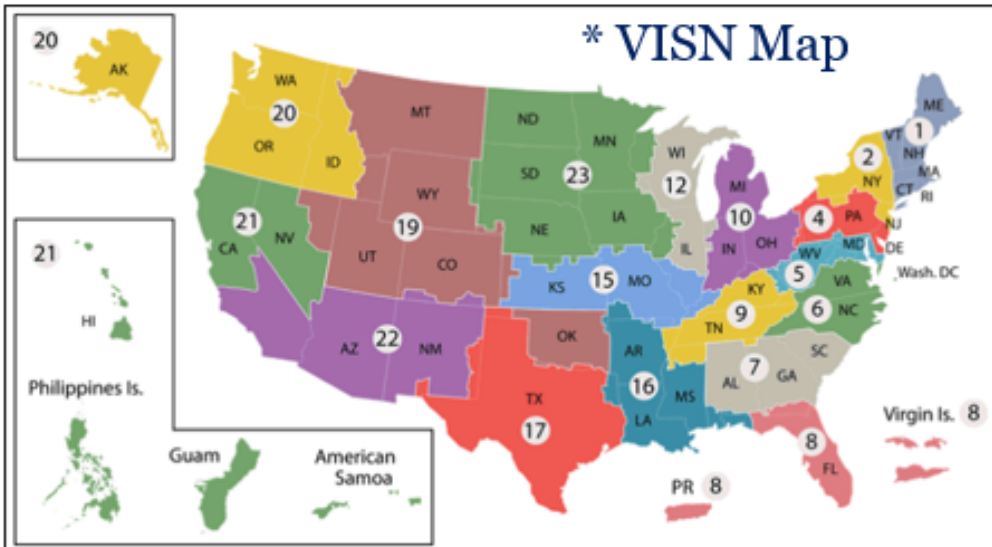 * VISN Map
20
AK
WA
20
OR
ID
MT
WY
19
UT
CO
ND
MN
SD
23
NE
IA
WI
12
IL
MI
10
IN
OH
ME
VT
1
NH
MA
CT
RI
2
NY
4
PA
NJ
DE
WV
MD
5
Wash. DC
VA
6
NC
KY
9
TN
21
CA
NV
KS
15
MO
AZ
22
NM
OK
AR
16
MS
LA
SC
7
AL
GA
TX
17
8
FL
Virgin Is. 8
PR 8
21
HI
Philippines Is.
Guam
American
Samoa